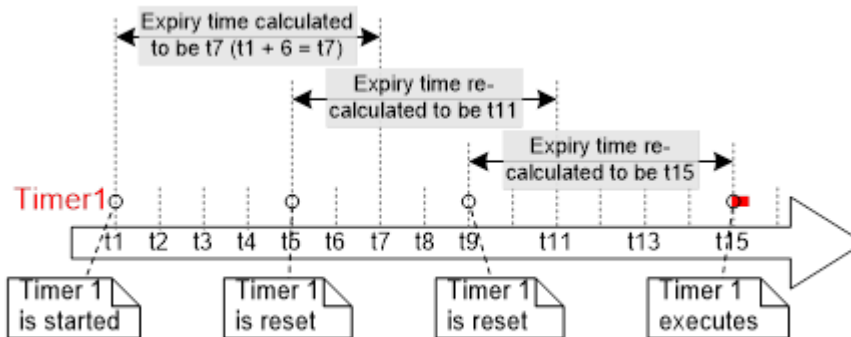 Expiry time calculated
to be t7 (t1 + 6 = t7)
Expiry time re-
calculated to be t11
Expiry time re-
calculated to be t15
Timer1
t1 t2 t3 t4 t5 t6 t7 t8 t9 t11 t13 t15
Timer 1
is started
Timer 1
is reset
Timer 1
is reset
Timer 1
executes